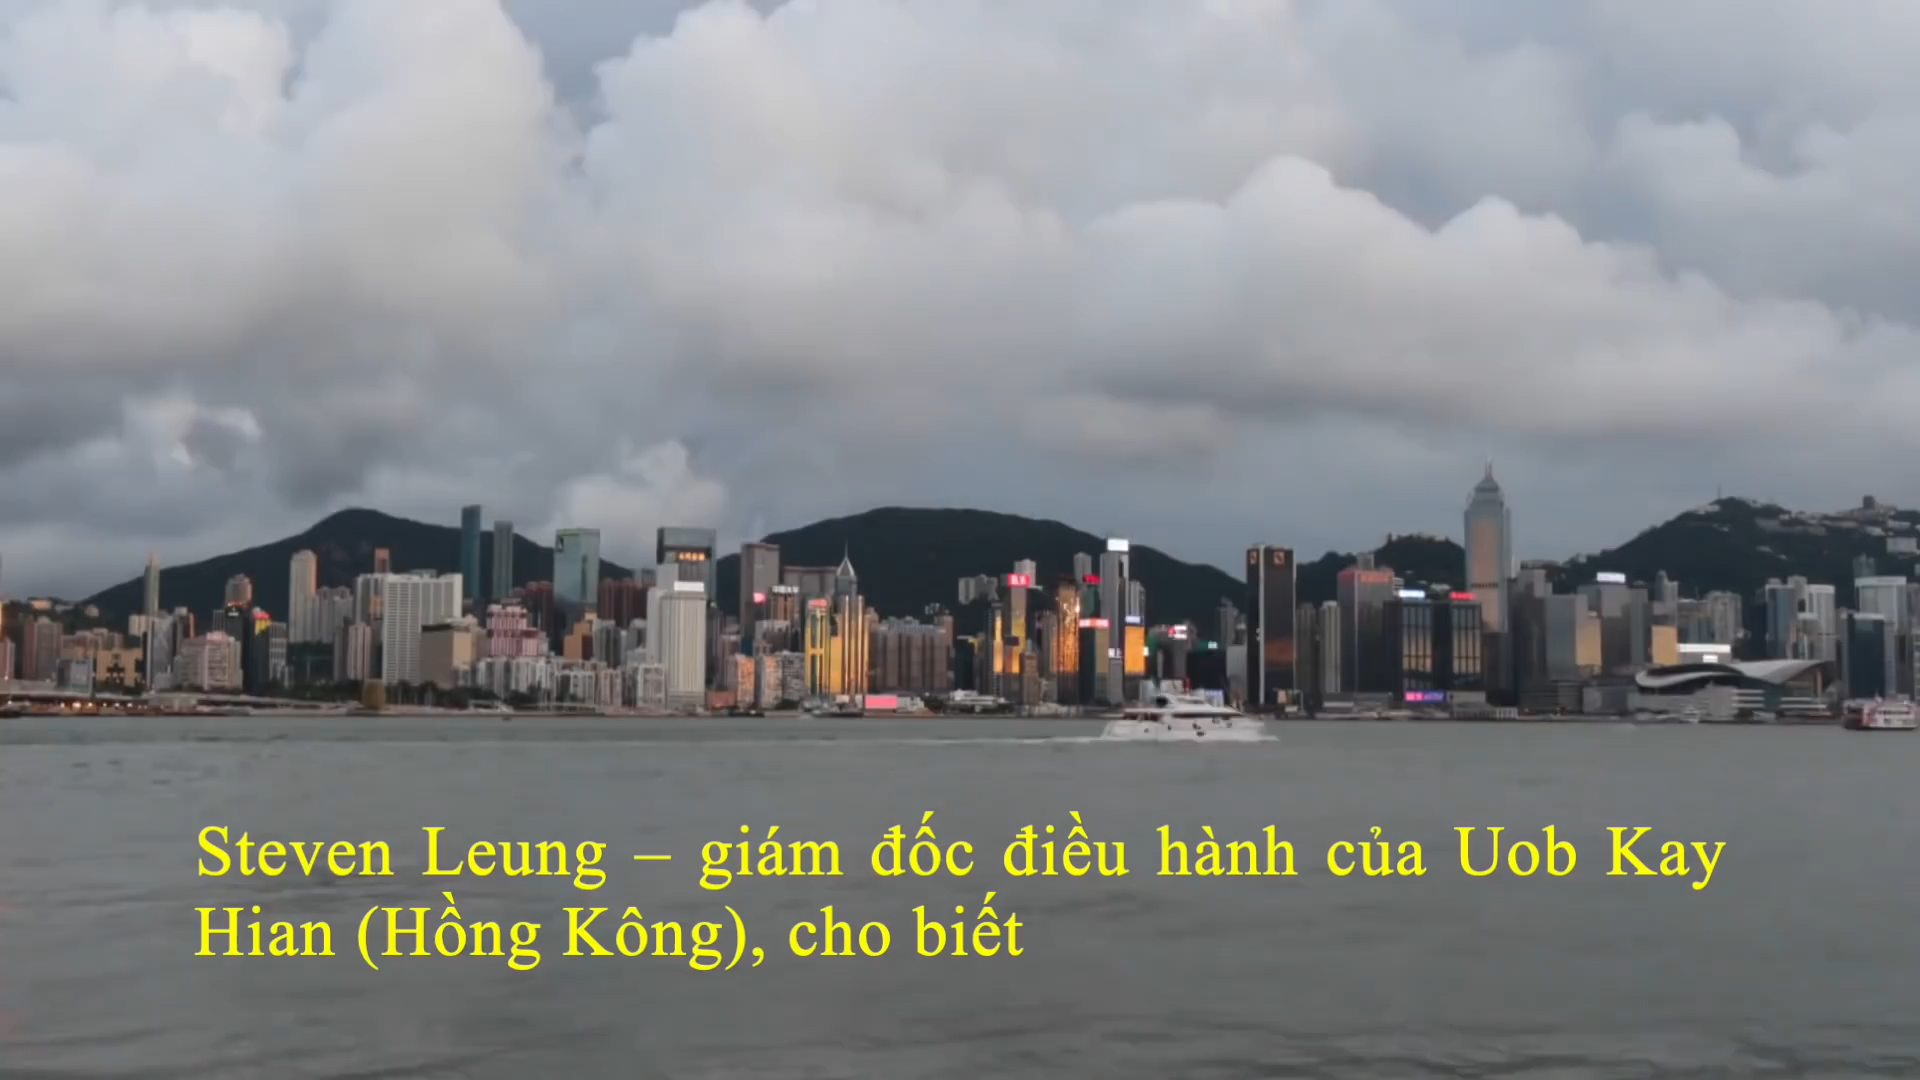 Steven Leung – giám đốc điều hành của Uob Kay
Hian (Hồng Kông), cho biết